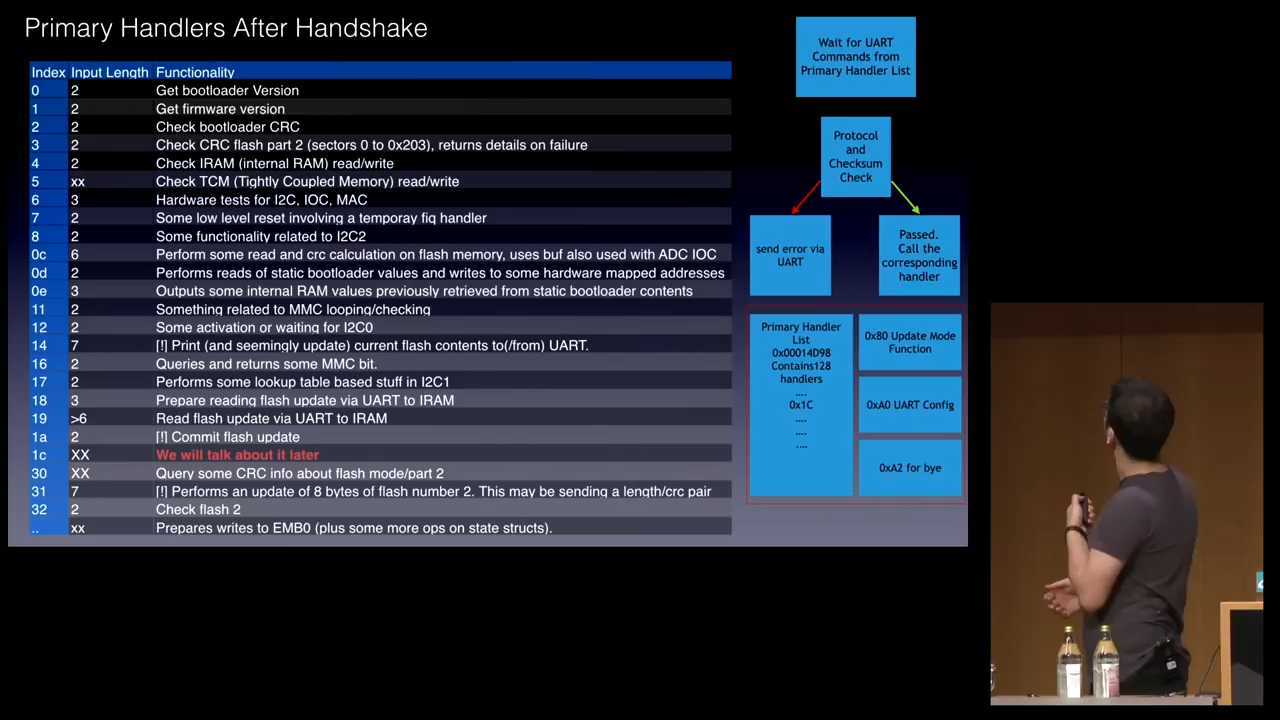 Primary Handlers After Handshake
Index Input Length Functionality
0 2 Get bootloader Version
1 2 Get firmware version
2 2 Check bootloader CRC
3 2 Check CRC flash part 2 (sectors 0 to 0x203), returns details on failure
4 2 Check IRAM (internal RAM) read/write
5 xx Check TCM (Tightly Coupled Memory) read/write
6 3 Hardware tests for I2C, IOC, MAC
7 2 Some low level reset involving a temporay fiq handler
8 2 Some functionality related to I2C2
0c 6 Perform some read and crc calculation on flash memory, uses buf also used with ADC IOC
0d 2 Performs reads of static bootloader values and writes to some hardware mapped addresses
0e 3 Outputs some internal RAM values previously retrieved from static bootloader contents
11 2 Something related to MMC looping/checking
12 2 Some activation or waiting for I2C0
14 7 [!] Print (and seemingly update) current flash contents to(/from) UART.
16 2 Queries and returns some MMC bit.
17 2 Performs some lookup table based stuff in I2C1
18 3 Prepare reading flash update via UART to IRAM
19 >6 Read flash update via UART to IRAM
1a 2 [!] Commit flash update
1c XX We will talk about it later
30 XX Query some CRC info about flash mode/part 2
31 7 [!] Performs an update of 8 bytes of flash number 2. This may be sending a length/crc pair
32 2 Check flash 2
.. xx Prepares writes to EMB0 (plus some more ops on state structs).
Wait for UART
Commands from
Primary Handler List
Protocol
and
Checksum
Check
send error via
UART
Passed.
Call the
corresponding
handler
Primary Handler
List
0x00014D98
Contains128
handlers
....
0x1C
....
....
....
0x80 Update Mode
Function
0xA0 UART Config
0xA2 for bye